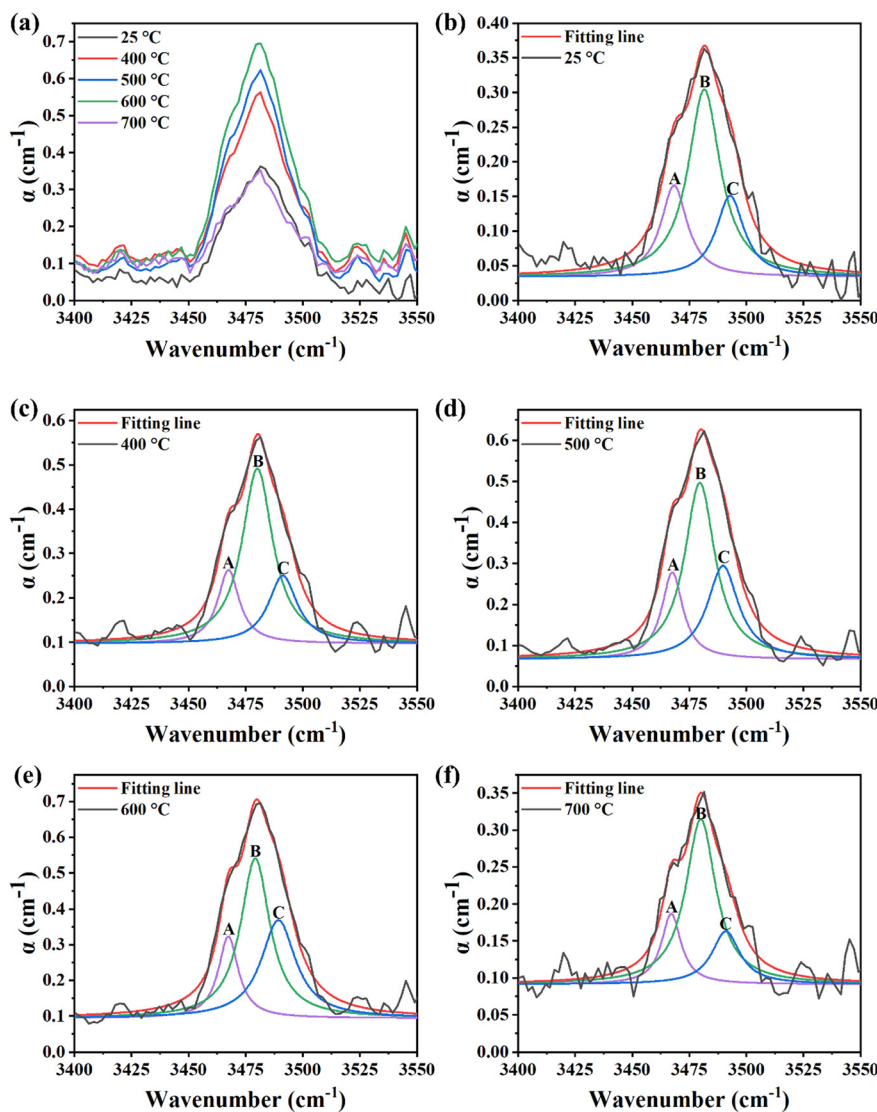 (a)
25 °C
400 °C
500 °C
600 °C
700 °C
α (cm⁻¹)
0.7
0.6
0.5
0.4
0.3
0.2
0.1
0.0
3400 3425 3450 3475 3500 3525 3550
Wavenumber (cm⁻¹)
(b)
Fitting line
25 °C
α (cm⁻¹)
0.40
0.35
0.30
0.25
0.20
0.15
0.10
0.05
0.00
A
B
C
3400 3425 3450 3475 3500 3525 3550
Wavenumber (cm⁻¹)
(c)
Fitting line
400 °C
α (cm⁻¹)
0.6
0.5
0.4
0.3
0.2
0.1
0.0
A
B
C
3400 3425 3450 3475 3500 3525 3550
Wavenumber (cm⁻¹)
(d)
Fitting line
500 °C
α (cm⁻¹)
0.6
0.5
0.4
0.3
0.2
0.1
0.0
A
B
C
3400 3425 3450 3475 3500 3525 3550
Wavenumber (cm⁻¹)
(e)
Fitting line
600 °C
α (cm⁻¹)
0.7
0.6
0.5
0.4
0.3
0.2
0.1
0.0
A
B
C
3400 3425 3450 3475 3500 3525 3550
Wavenumber (cm⁻¹)
(f)
Fitting line
700 °C
α (cm⁻¹)
0.35
0.30
0.25
0.20
0.15
0.10
0.05
0.00
A
B
C
3400 3425 3450 3475 3500 3525 3550
Wavenumber (cm⁻¹)